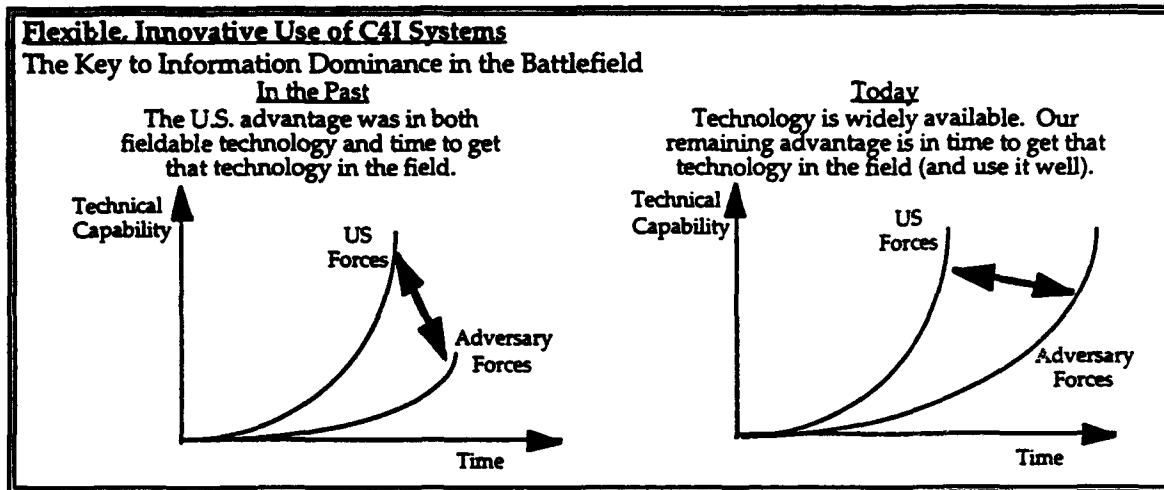 Flexible, Innovative Use of C4I Systems
The Key to Information Dominance in the Battlefield
In the Past
The U.S. advantage was in both
fieldable technology and time to get
that technology in the field.
Technical
Capability
US
Forces
Adversary
Forces
Time
Today
Technology is widely available. Our
remaining advantage is in time to get that
technology in the field (and use it well).
Technical
Capability
US
Forces
Adversary
Forces
Time